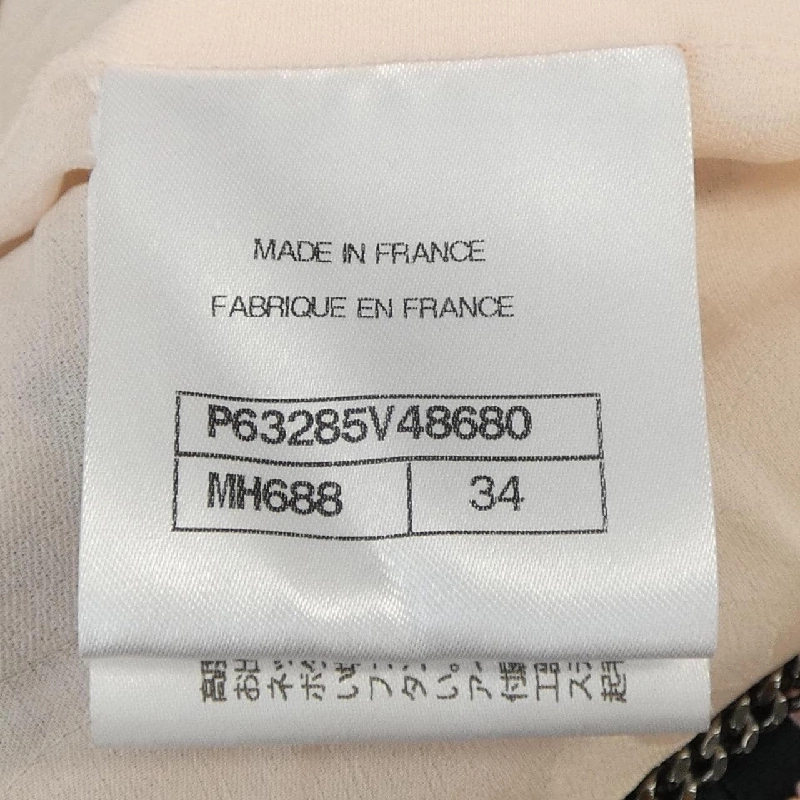 MADE IN FRANCE
FABRIQUE EN FRANCE
P63285V48680
MH688 34